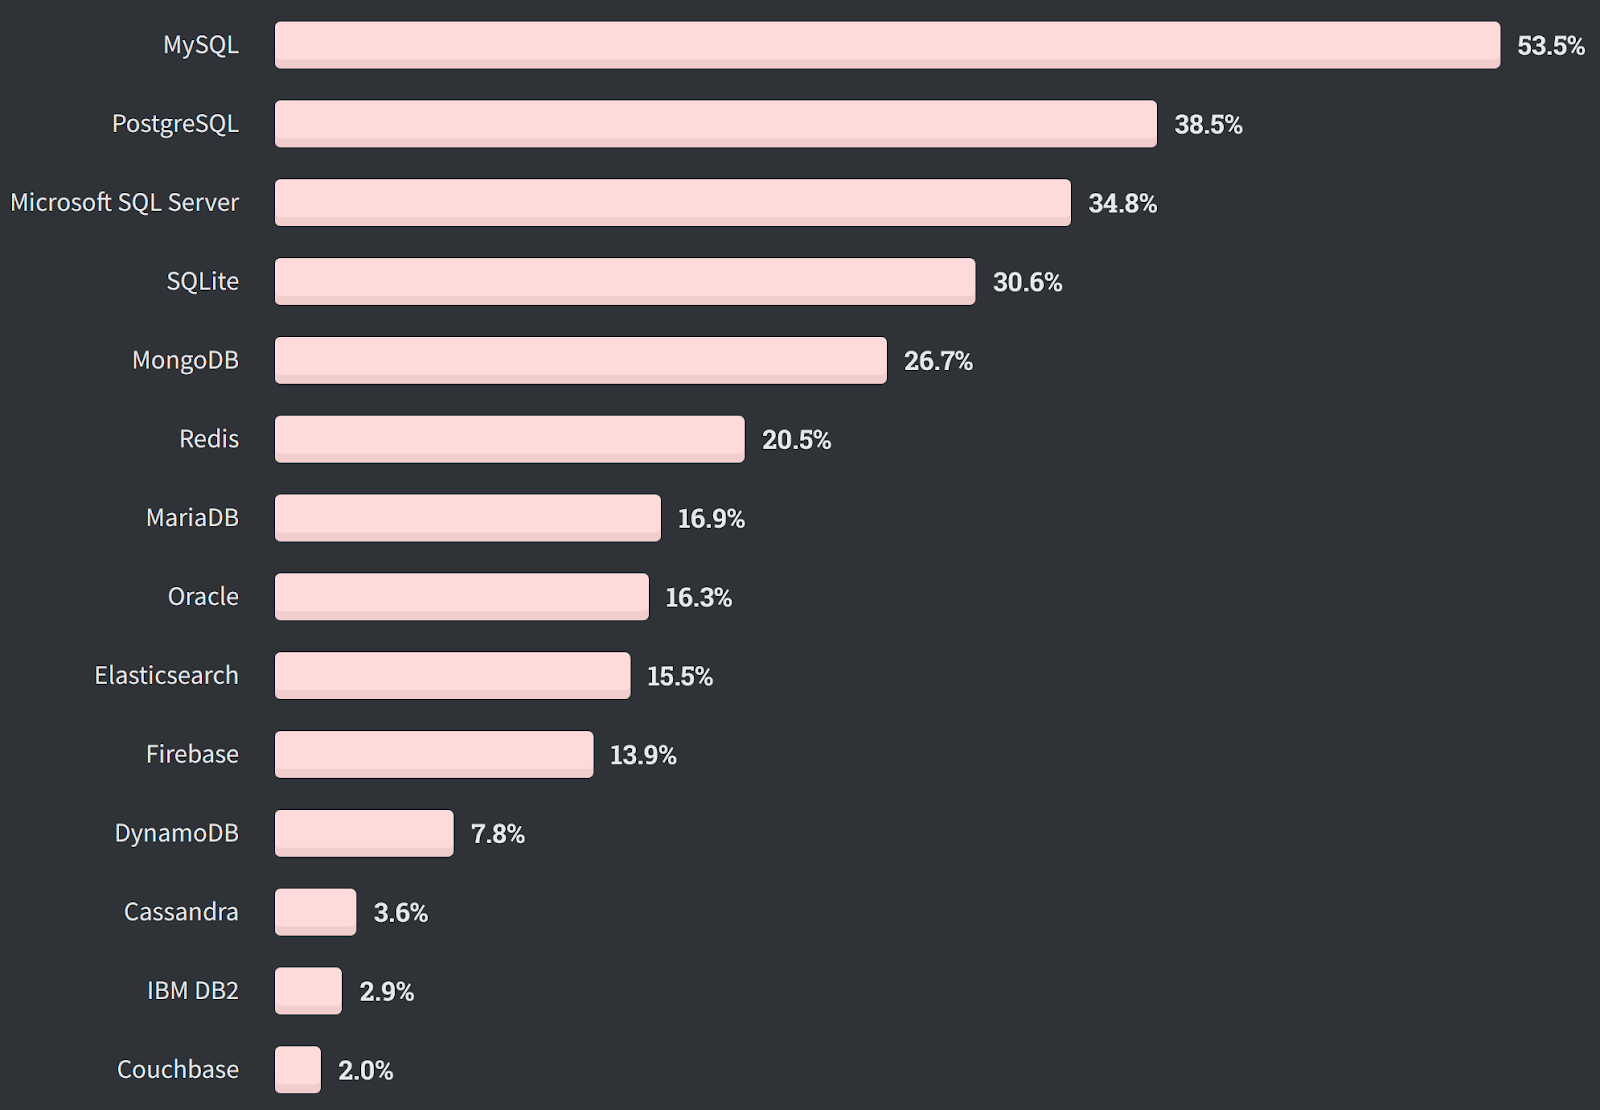 MySQL 53.5%
PostgreSQL 38.5%
Microsoft SQL Server 34.8%
SQLite 30.6%
MongoDB 26.7%
Redis 20.5%
MariaDB 16.9%
Oracle 16.3%
Elasticsearch 15.5%
Firebase 13.9%
DynamoDB 7.8%
Cassandra 3.6%
IBM DB2 2.9%
Couchbase 2.0%